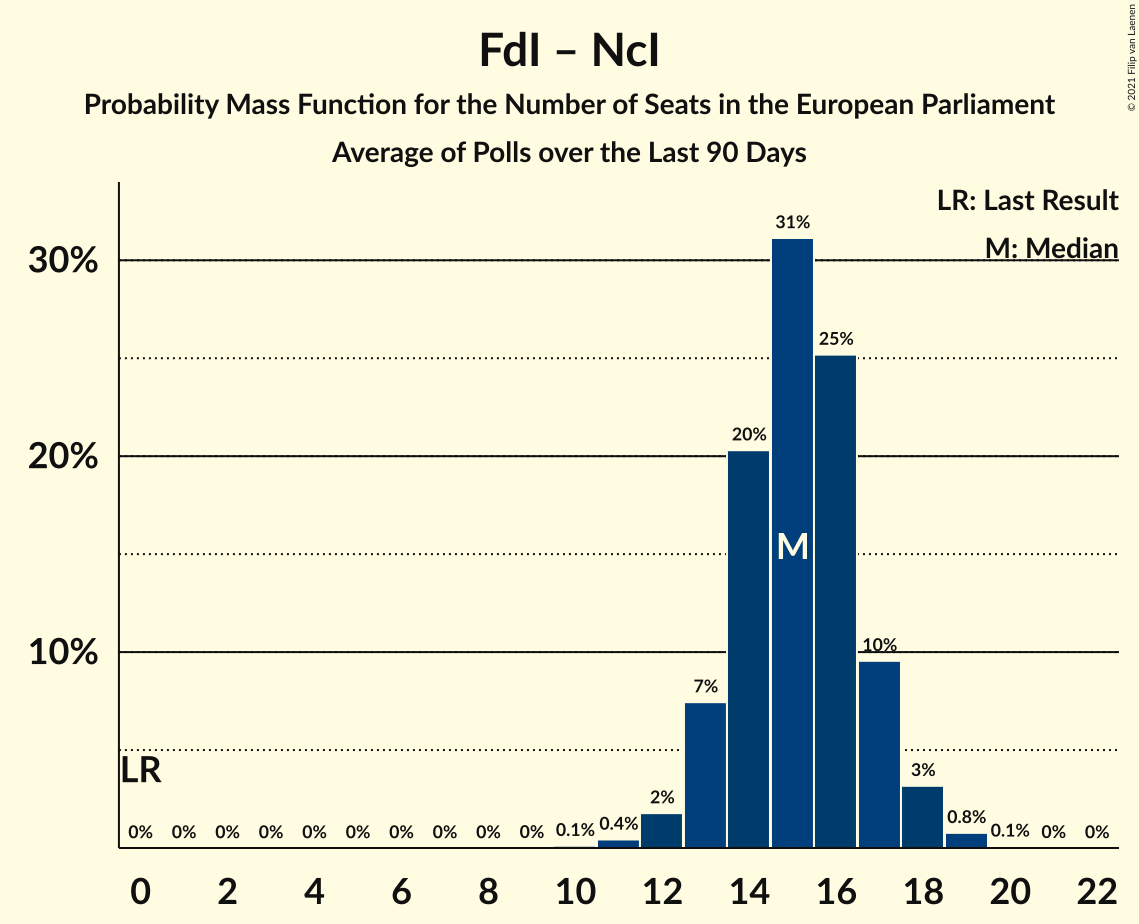 FdI – NcI
Probability Mass Function for the Number of Seats in the European Parliament
Average of Polls over the Last 90 Days
© 2021 Filip van Laenen
LR: Last Result
M: Median
30%
20%
10%
31%
25%
20%
10%
7%
3%
2%
0.8%
0.4%
0.1%
0.1%
0% 0% 0% 0% 0% 0% 0% 0% 0% 0%
0% 0%
M
LR
0 2 4 6 8 10 12 14 16 18 20 22